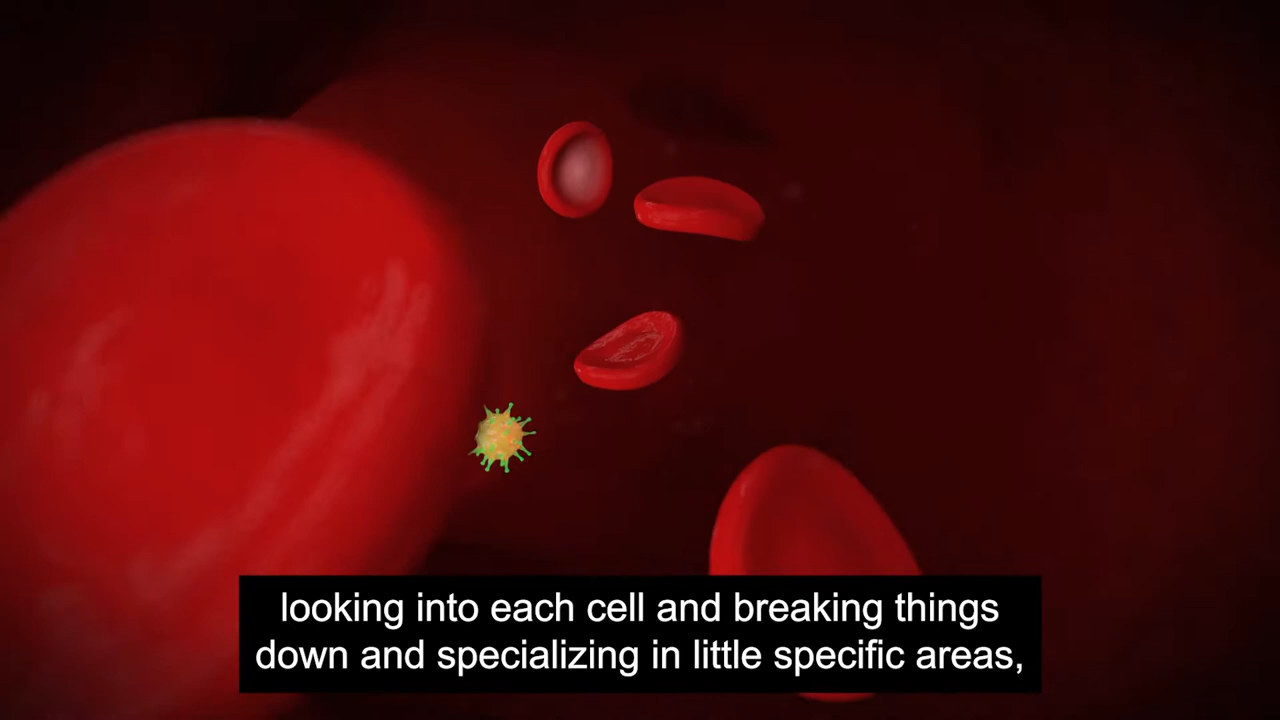 looking into each cell and breaking things
down and specializing in little specific areas,